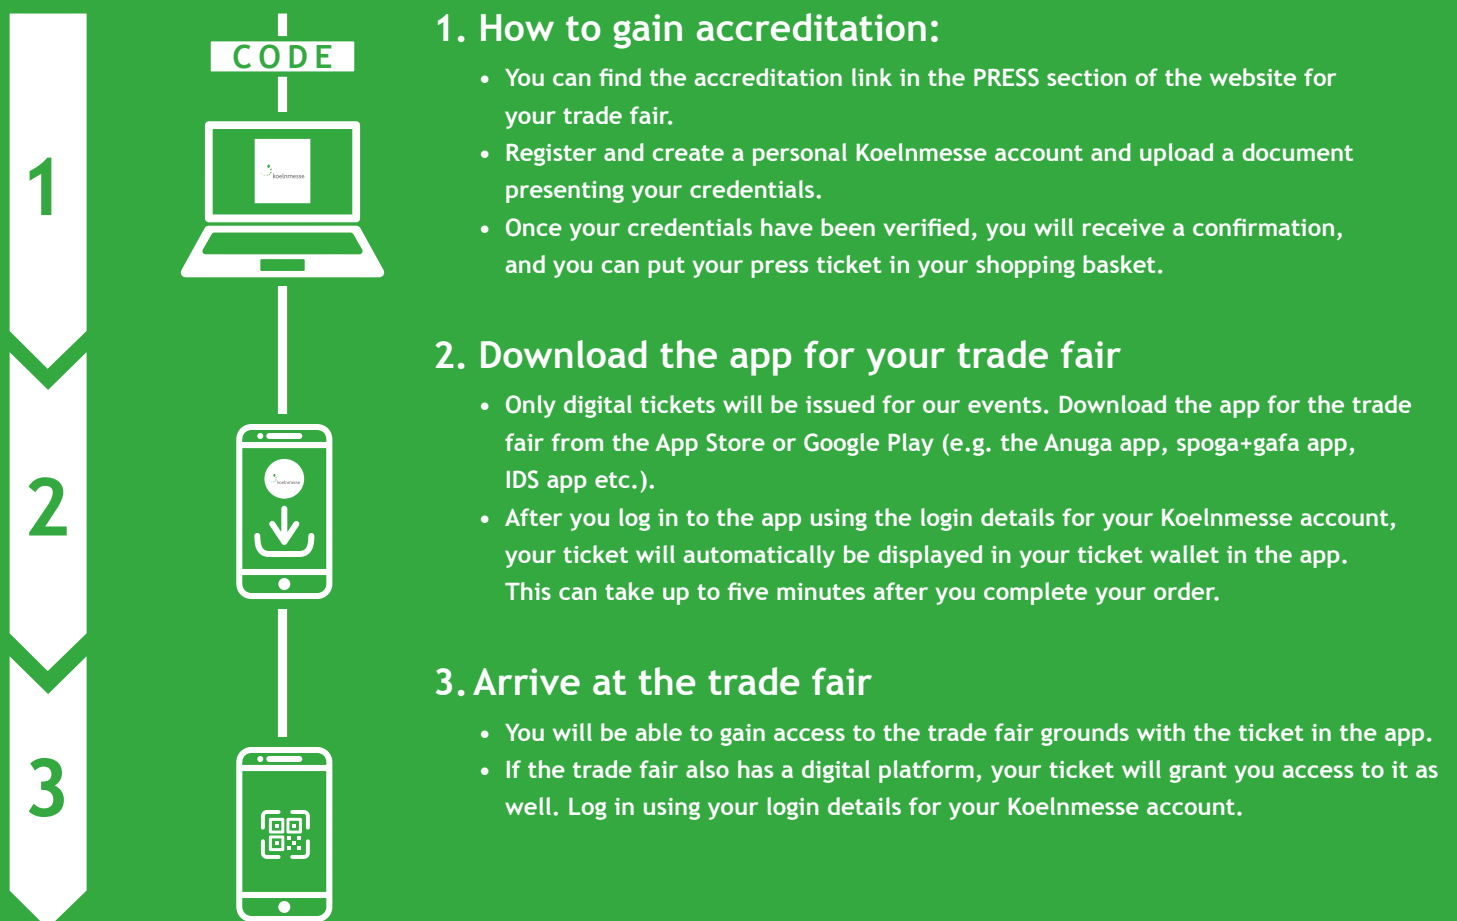 1
CODE
koelnmesse
1. How to gain accreditation:
• You can find the accreditation link in the PRESS section of the website for
your trade fair.
• Register and create a personal Koelnmesse account and upload a document
presenting your credentials.
• Once your credentials have been verified, you will receive a confirmation,
and you can put your press ticket in your shopping basket.
2
koelnmesse
2. Download the app for your trade fair
• Only digital tickets will be issued for our events. Download the app for the trade
fair from the App Store or Google Play (e.g. the Anuga app, spoga+gafa app,
IDS app etc.).
• After you log in to the app using the login details for your Koelnmesse account,
your ticket will automatically be displayed in your ticket wallet in the app.
This can take up to five minutes after you complete your order.
3
3. Arrive at the trade fair
• You will be able to gain access to the trade fair grounds with the ticket in the app.
• If the trade fair also has a digital platform, your ticket will grant you access to it as
well. Log in using your login details for your Koelnmesse account.